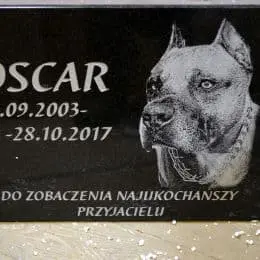 OSCAR
.09.2003-
-28.10.2017
DO ZOBACZENIA NAJUKOCHAŃSZY
PRZYJACIELU